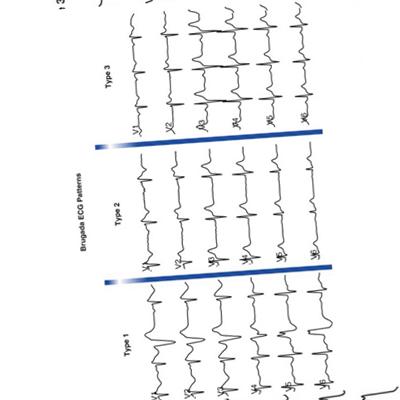 Brugada ECG Patterns
Type 1
V1
V2
V3
V4
V5
V6
Type 2
V1
V2
V3
V4
V5
V6
Type 3
V1
V2
V3
V4
V5
V6